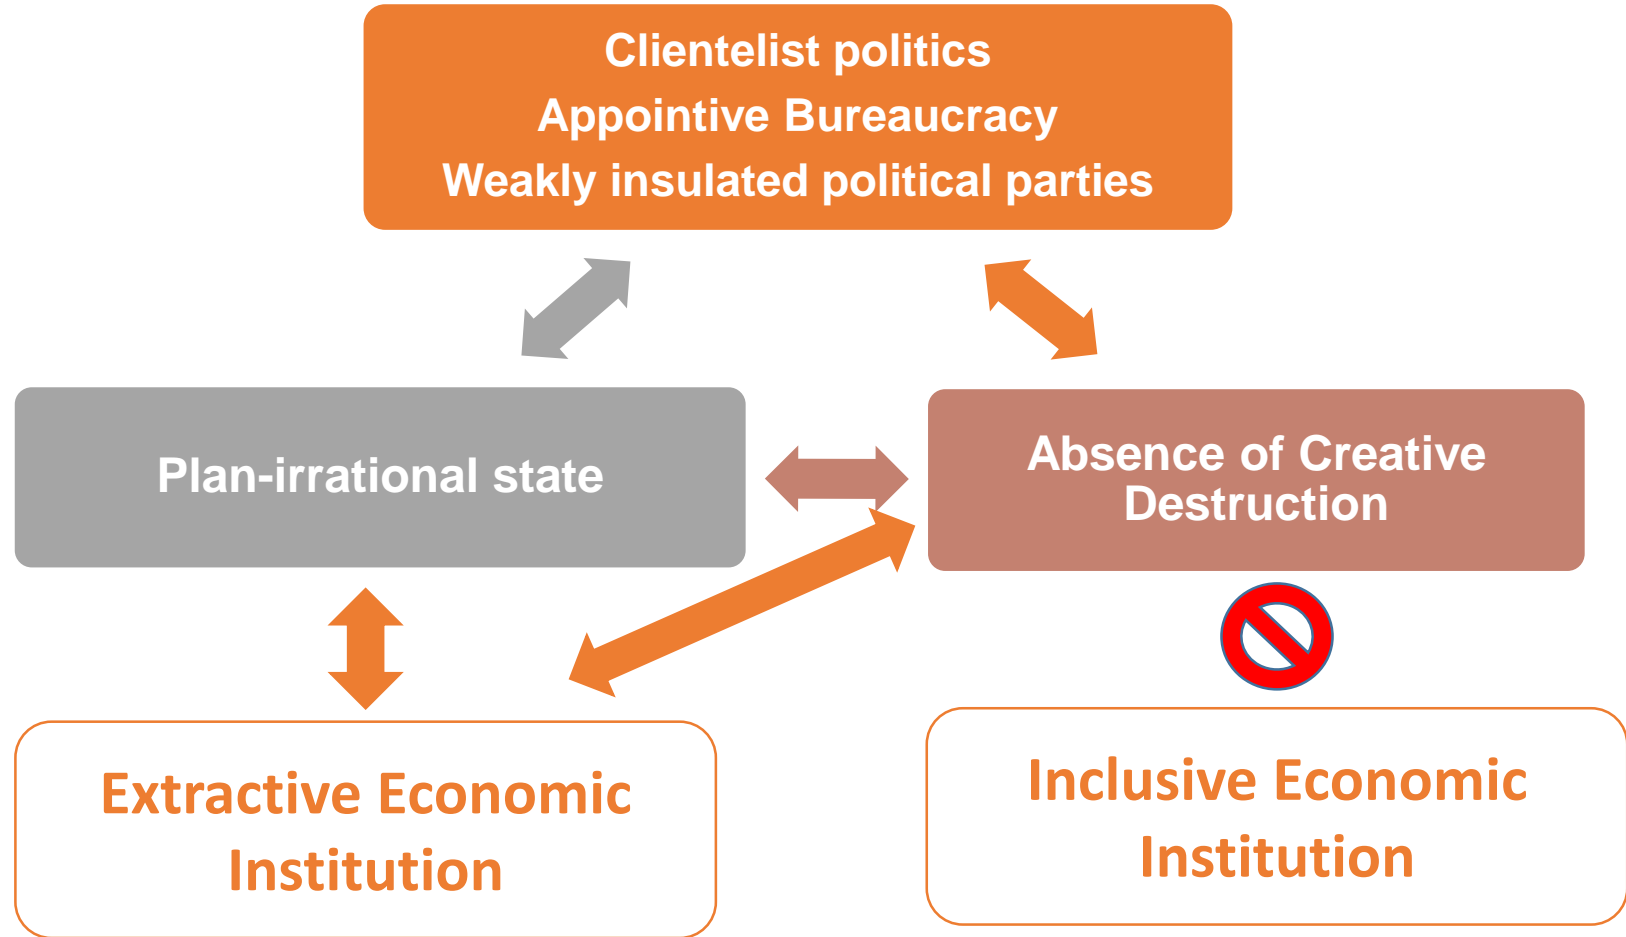 Clientelist politics
Appointive Bureaucracy
Weakly insulated political parties
Plan-irrational state
Absence of Creative
Destruction
Extractive Economic
Institution
Inclusive Economic
Institution